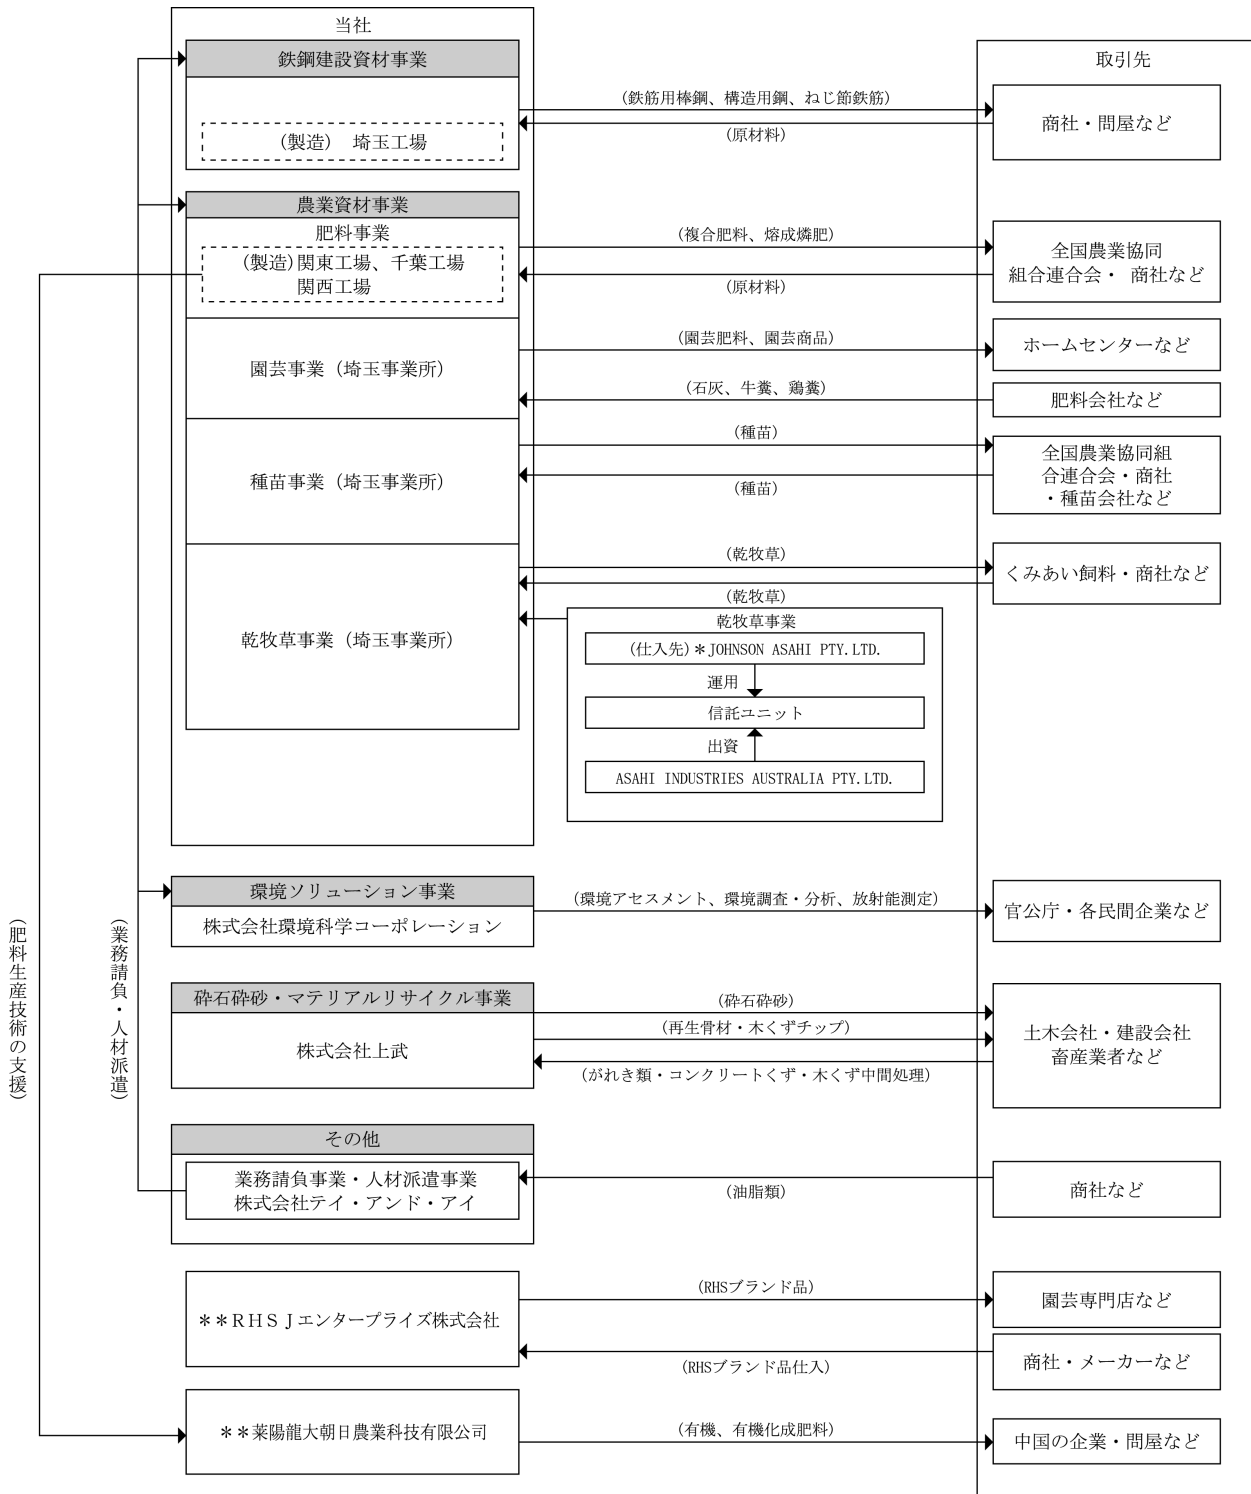 当社
鉄鋼建設資材事業
(製造)　埼玉工場
(鉄筋用棒鋼、構造用鋼、ねじ節鉄筋)
(原材料)
取引先
商社・問屋など
農業資材事業
肥料事業
(製造)関東工場、千葉工場
関西工場
(複合肥料、熔成燐肥)
(原材料)
全国農業協同
組合連合会・　商社など
園芸事業（埼玉事業所）
(園芸肥料、園芸商品)
ホームセンターなど
(石灰、牛糞、鶏糞)
肥料会社など
種苗事業（埼玉事業所）
(種苗)
(種苗)
全国農業協同組
合連合会・商社
・種苗会社など
乾牧草事業（埼玉事業所）
(乾牧草)
(乾牧草)
くみあい飼料・商社など
乾牧草事業
(仕入先)＊JOHNSON ASAHI PTY.LTD.
運用
信託ユニット
出資
ASAHI INDUSTRIES AUSTRALIA PTY.LTD.
環境ソリューション事業
株式会社環境科学コーポレーション
(環境アセスメント、環境調査・分析、放射能測定)
官公庁・各民間企業など
砕石砕砂・マテリアルリサイクル事業
株式会社上武
(砕石砕砂)
(再生骨材・木くずチップ)
(がれき類・コンクリートくず・木くず中間処理)
土木会社・建設会社
畜産業者など
その他
業務請負事業・人材派遣事業
株式会社テイ・アンド・アイ
(油脂類)
商社など
＊＊ＲＨＳＪエンタープライズ株式会社
(RHSブランド品)
園芸専門店など
(RHSブランド品仕入)
商社・メーカーなど
＊＊莱陽龍大朝日農業科技有限公司
(有機、有機化成肥料)
中国の企業・問屋など
（肥料生産技術の支援）
（業務請負・人材派遣）